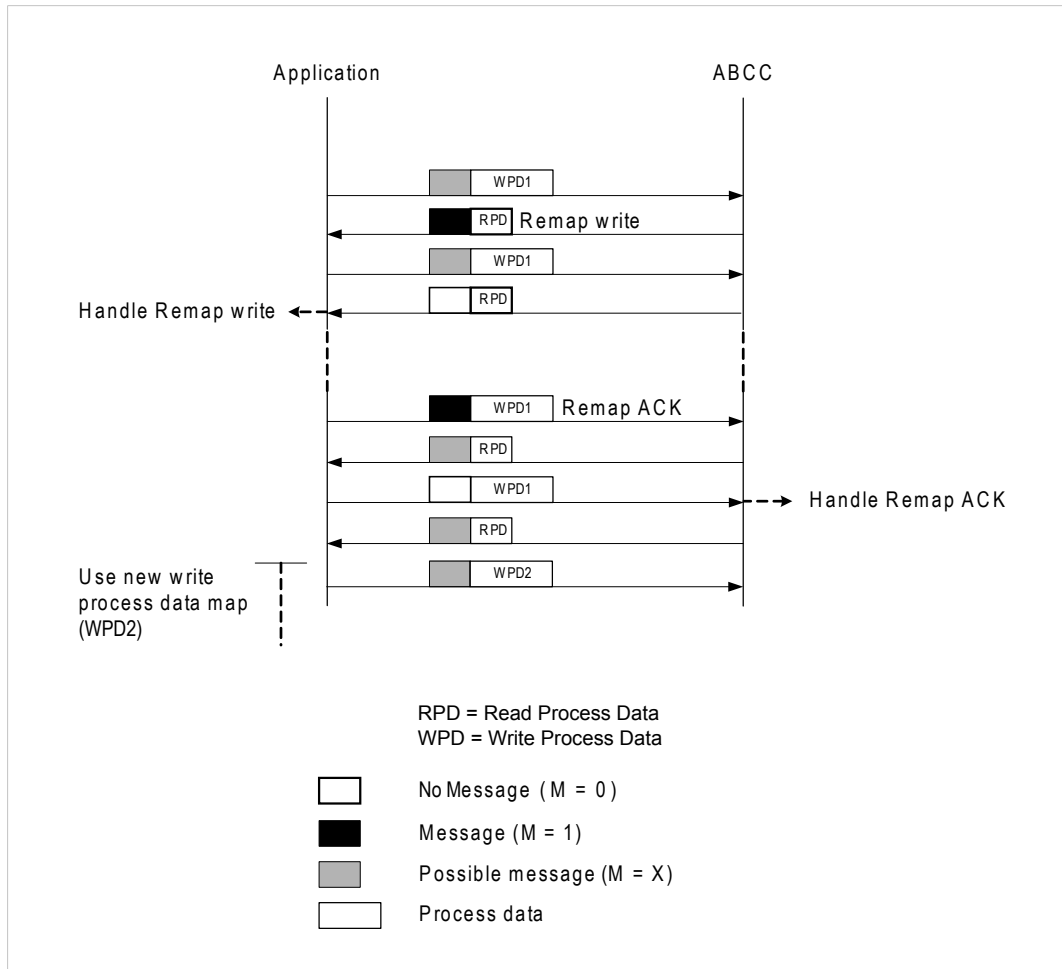 Application
ABCC
WPD1
RPD Remap write
WPD1
RPD
Handle Remap write
WPD1 Remap ACK
RPD
WPD1
Handle Remap ACK
RPD
WPD2
Use new write
process data map
(WPD2)
RPD = Read Process Data
WPD = Write Process Data
No Message (M = 0)
Message (M = 1)
Possible message (M = X)
Process data